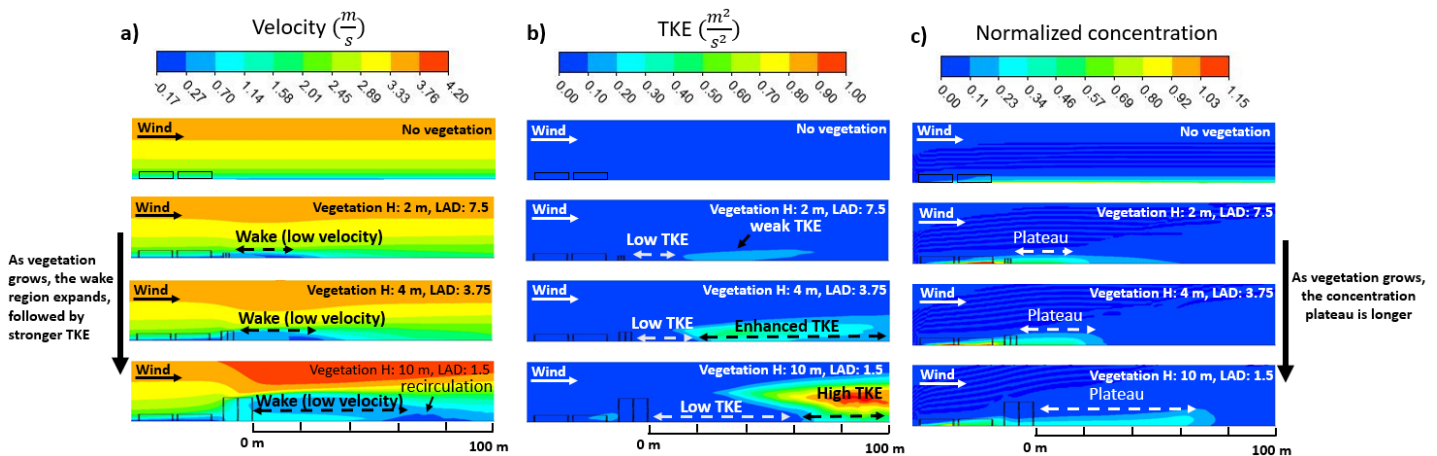 a)
Velocity (m/s)
-0.17
0.27
0.70
1.14
1.58
2.01
2.45
2.89
3.33
3.76
4.20
Wind
No vegetation
Wind
Vegetation H: 2 m, LAD: 7.5
Wake (low velocity)
Wind
Vegetation H: 4 m, LAD: 3.75
Wake (low velocity)
Wind
Vegetation H: 10 m, LAD: 1.5
recirculation
Wake (low velocity)
0 m
100 m
As vegetation
grows, the wake
region expands,
followed by
stronger TKE
b)
TKE (m²/s²)
0.00
0.10
0.20
0.30
0.40
0.50
0.60
0.70
0.80
0.90
1.00
Wind
No vegetation
Wind
Vegetation H: 2 m, LAD: 7.5
weak TKE
Low TKE
Wind
Vegetation H: 4 m, LAD: 3.75
Low TKE
Enhanced TKE
Wind
Vegetation H: 10 m, LAD: 1.5
Low TKE
High TKE
0 m
100 m
c)
Normalized concentration
0.00
0.11
0.23
0.34
0.46
0.57
0.69
0.80
0.92
1.03
1.15
Wind
No vegetation
Wind
Vegetation H: 2 m, LAD: 7.5
Plateau
Wind
Vegetation H: 4 m, LAD: 3.75
Plateau
Wind
Vegetation H: 10 m, LAD: 1.5
Plateau
0 m
100 m
As vegetation grows,
the concentration
plateau is longer